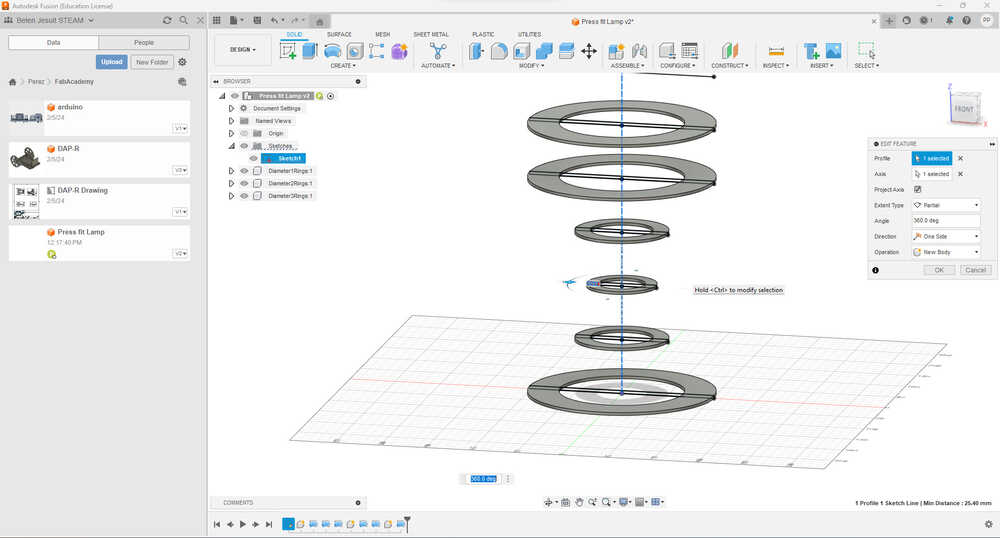 Autodesk Fusion (Education License)
Belen Jesuit STEAM
Data
People
Upload
New Folder
Perez
FabAcademy
arduino
2/5/24
V1
DAP-R
2/5/24
DAP-R Drawing
2/5/24
V1
Press fit Lamp
12:17:40 PM
V2
Press fit Lamp v2*
1
PP
DESIGN
SOLID
SURFACE
MESH
SHEET METAL
PLASTIC
UTILITIES
CREATE
AUTOMATE
MODIFY
ASSEMBLE
CONFIGURE
CONSTRUCT
INSPECT
INSERT
SELECT
BROWSER
Press fit Lamp v2
Document Settings
Named Views
Origin
Sketches
Sketch1
Diameter1Rings:1
Diameter2Rings:1
Diameter3Rings:1
Z
FRONT
X
EDIT FEATURE
Profile
1 selected
Axis
1 selected
Project Axis
Extent Type
Partial
Angle
360.0 deg
Direction
One Side
Operation
New Body
OK
Cancel
Hold <Ctrl> to modify selection
360.0 deg
COMMENTS
1 Profile 1 Sketch Line | Min Distance : 25.40 mm